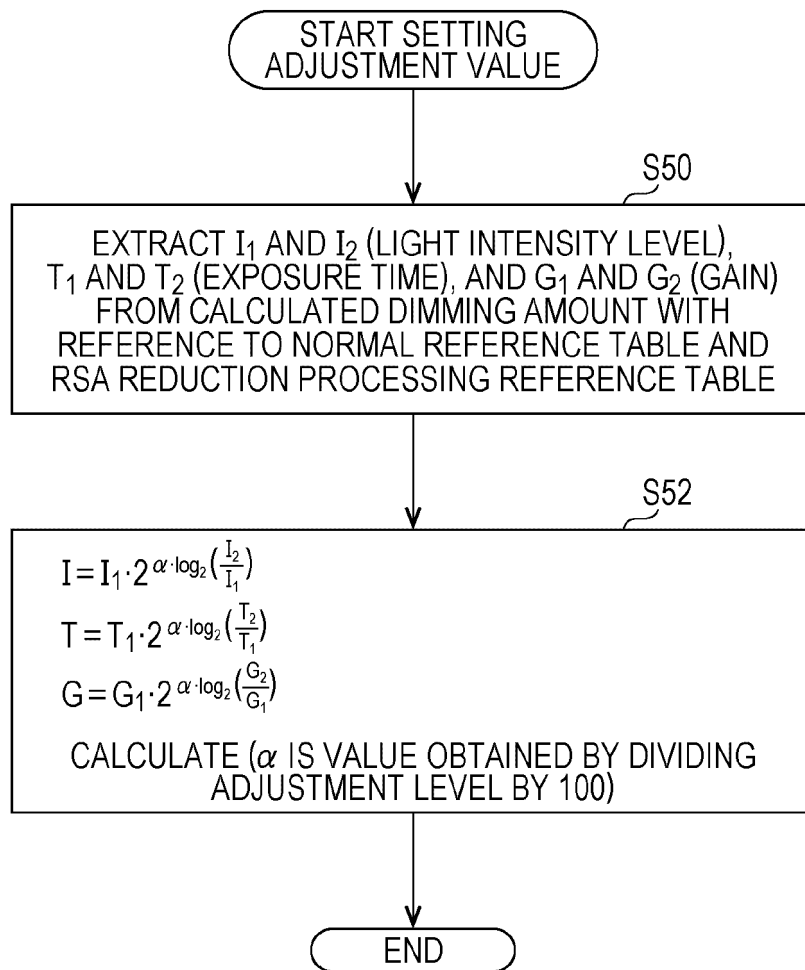 START SETTING
ADJUSTMENT VALUE
S50
EXTRACT I₁ AND I₂ (LIGHT INTENSITY LEVEL),
T₁ AND T₂ (EXPOSURE TIME), AND G₁ AND G₂ (GAIN)
FROM CALCULATED DIMMING AMOUNT WITH
REFERENCE TO NORMAL REFERENCE TABLE AND
RSA REDUCTION PROCESSING REFERENCE TABLE
S52
I=I₁·2^{α·log₂(I₂/I₁)}
T=T₁·2^{α·log₂(T₂/T₁)}
G=G₁·2^{α·log₂(G₂/G₁)}
CALCULATE (α IS VALUE OBTAINED BY DIVIDING
ADJUSTMENT LEVEL BY 100)
END